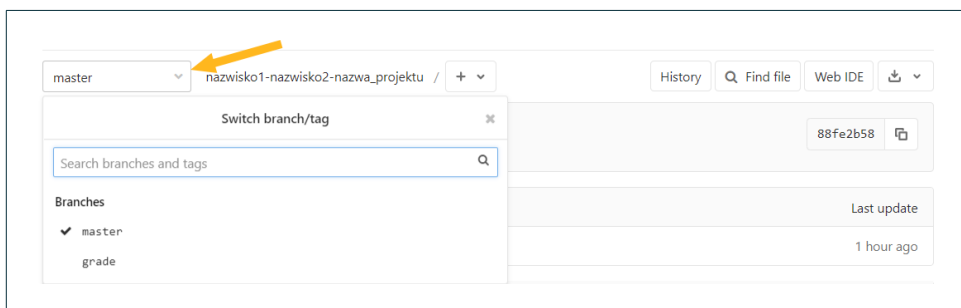 master nazwisko1-nazwisko2-nazwa_projektu / + History Find file Web IDE
Switch branch/tag
88fe2b58
Search branches and tags
Branches
Last update
master
1 hour ago
grade